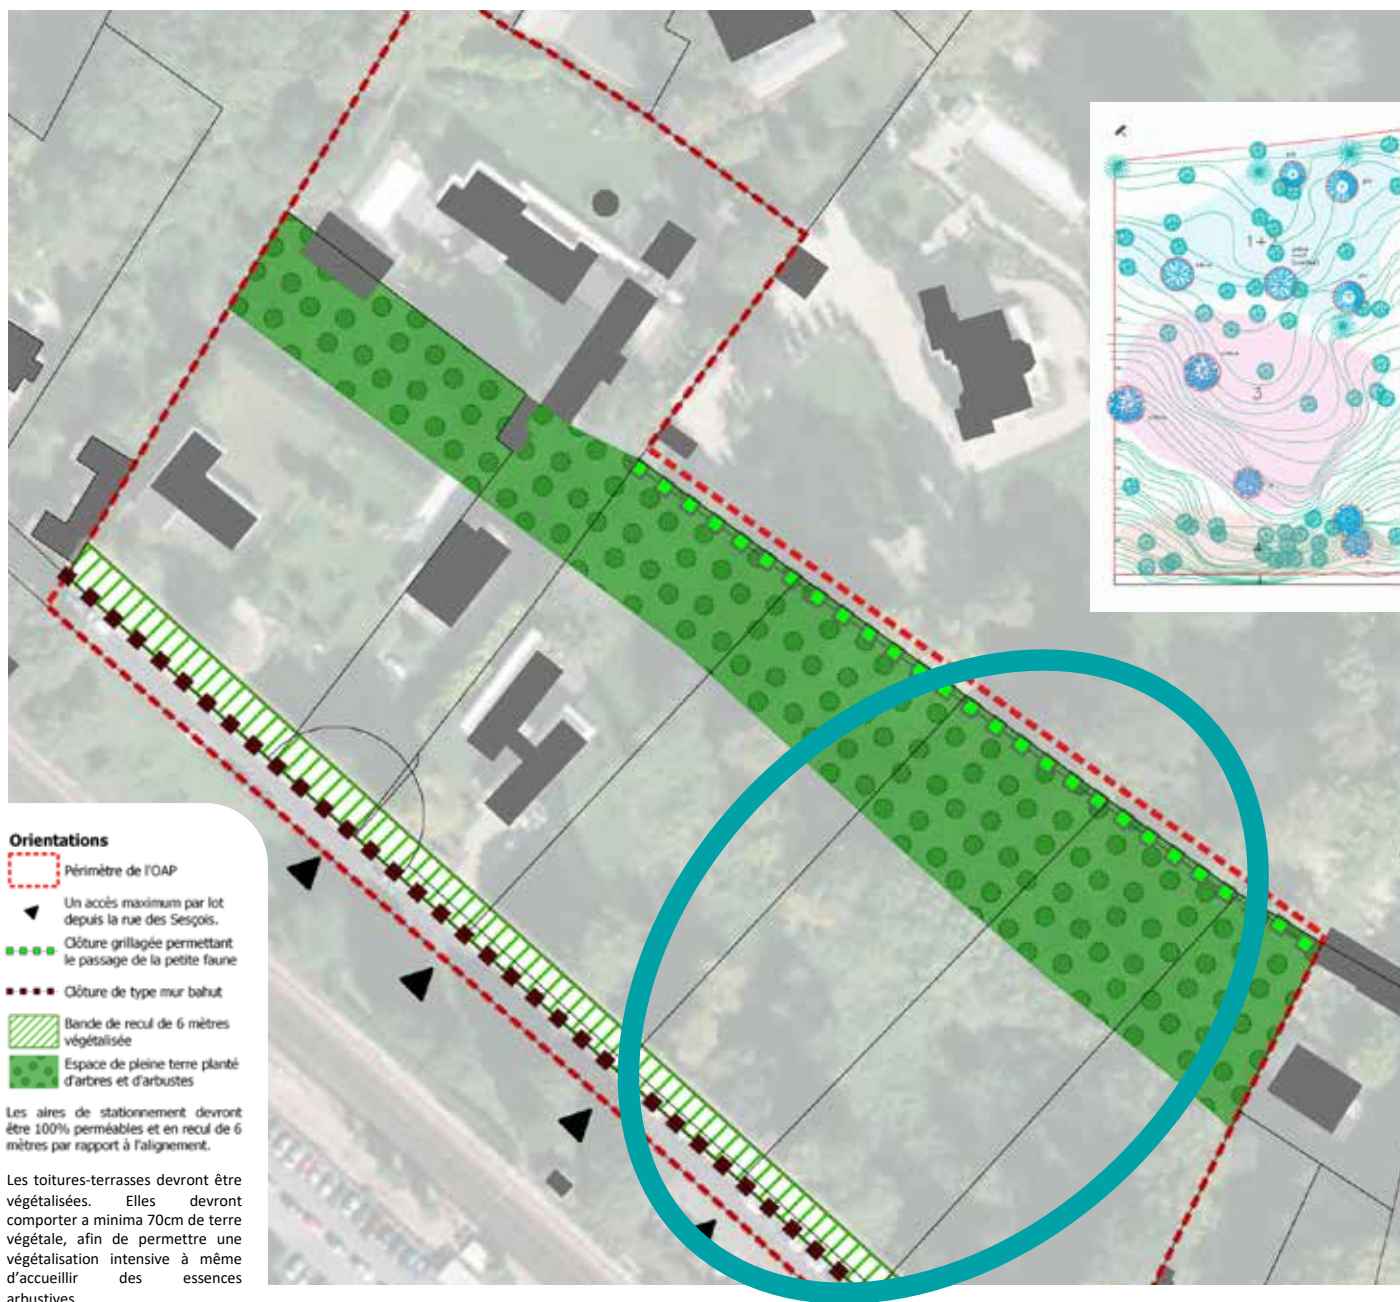 Orientations
Périmètre de l'OAP
Un accès maximum par lot
depuis la rue des Sesçois.
Clôture grillagée permettant
le passage de la petite faune
Clôture de type mur bahut
Bande de recul de 6 mètres
végétalisée
Espace de pleine terre planté
d'arbres et d'arbustes
Les aires de stationnement devront
être 100% perméables et en recul de 6
mètres par rapport à l'alignement.
Les toitures-terrasses devront être
végétalisées. Elles devront
comporter a minima 70cm de terre
végétale, afin de permettre une
végétalisation intensive à même
d'accueillir des essences
arbustives
3